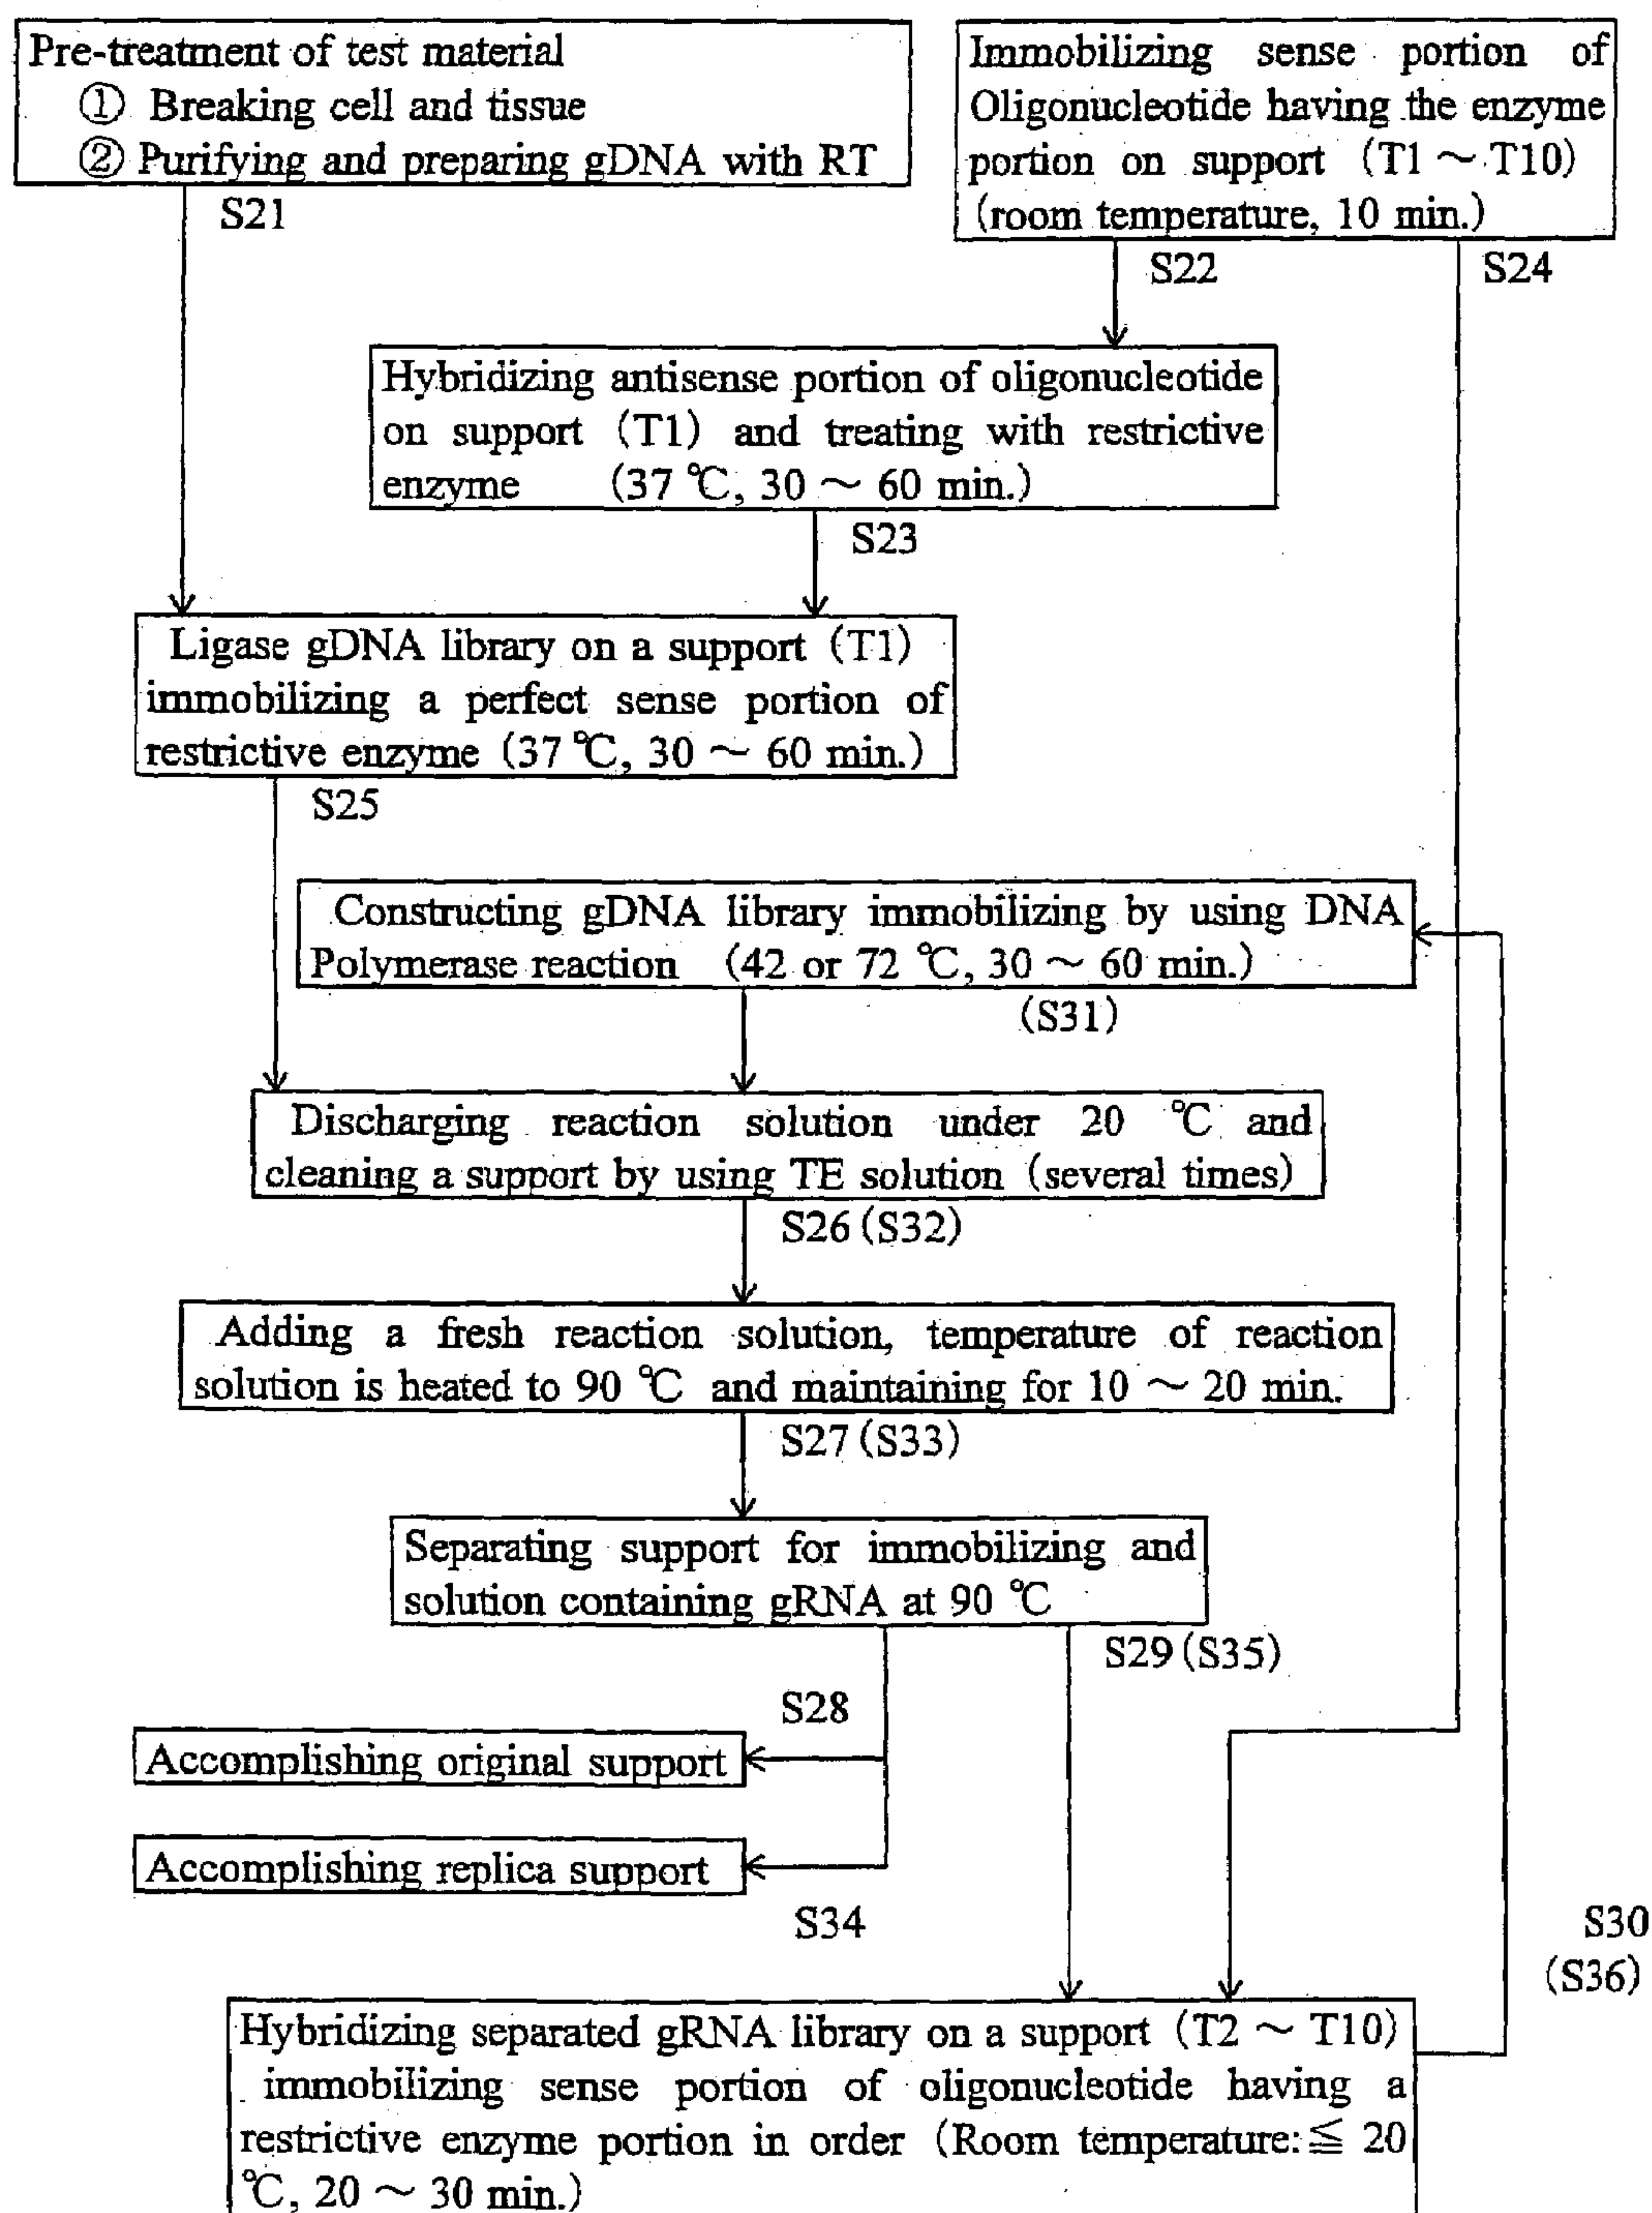 Pre-treatment of test material
① Breaking cell and tissue
② Purifying and preparing gDNA with RT
S21
Immobilizing sense portion of
Oligonucleotide having the enzyme
portion on support (T1 ~ T10)
(room temperature, 10 min.)
S22
S24
Hybridizing antisense portion of oligonucleotide
on support (T1) and treating with restrictive
enzyme (37 ℃, 30 ~ 60 min.)
S23
Ligase gDNA library on a support (T1)
immobilizing a perfect sense portion of
restrictive enzyme (37 ℃, 30 ~ 60 min.)
S25
Constructing gDNA library immobilizing by using DNA
Polymerase reaction (42 or 72 ℃, 30 ~ 60 min.)
(S31)
Discharging reaction solution under 20 ℃ and
cleaning a support by using TE solution (several times)
S26 (S32)
Adding a fresh reaction solution, temperature of reaction
solution is heated to 90 ℃ and maintaining for 10 ~ 20 min.
S27 (S33)
Separating support for immobilizing and
solution containing gRNA at 90 ℃
S29 (S35)
S28
Accomplishing original support
Accomplishing replica support
S34
S30
(S36)
Hybridizing separated gRNA library on a support (T2 ~ T10)
immobilizing sense portion of oligonucleotide having a
restrictive enzyme portion in order (Room temperature: ≦ 20
℃, 20 ~ 30 min.)